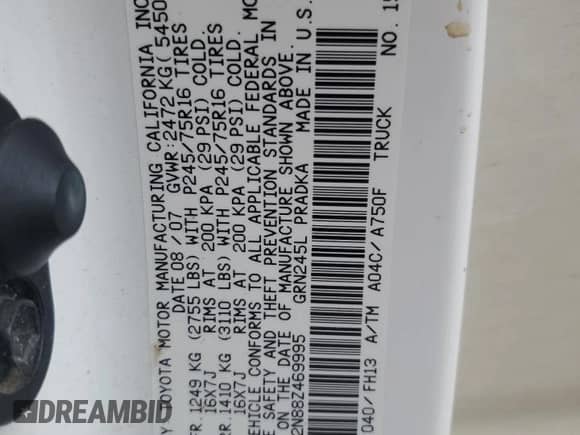 Y TOYOTA MOTOR MANUFACTURING CALIFORNIA INC
DATE 08/07 GVWR:2472KG(5450
FR.1249 KG (2755 LBS) WITH P245/75R16 TIRES
16X7J RIMS AT 200 KPA (29 PSI) COLD.
RR.1410 KG (3110 LBS) WITH P245/75R16 TIRES
16X7J RIMS AT 200 KPA (29 PSI) COLD.
VEHICLE CONFORMS TO ALL APPLICABLE FEDERAL MO
E SAFETY AND THEFT PREVENTION STANDARDS IN
ON THE DATE OF MANUFACTURE SHOWN ABOVE.
2N88Z469995 GRN245L PRADKA MADE IN U.S.
040/FH13 A/TM A04C/A750F TRUCK NO. 15
DREAMBID